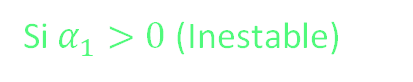 Si α₁ > 0 (Inestable)